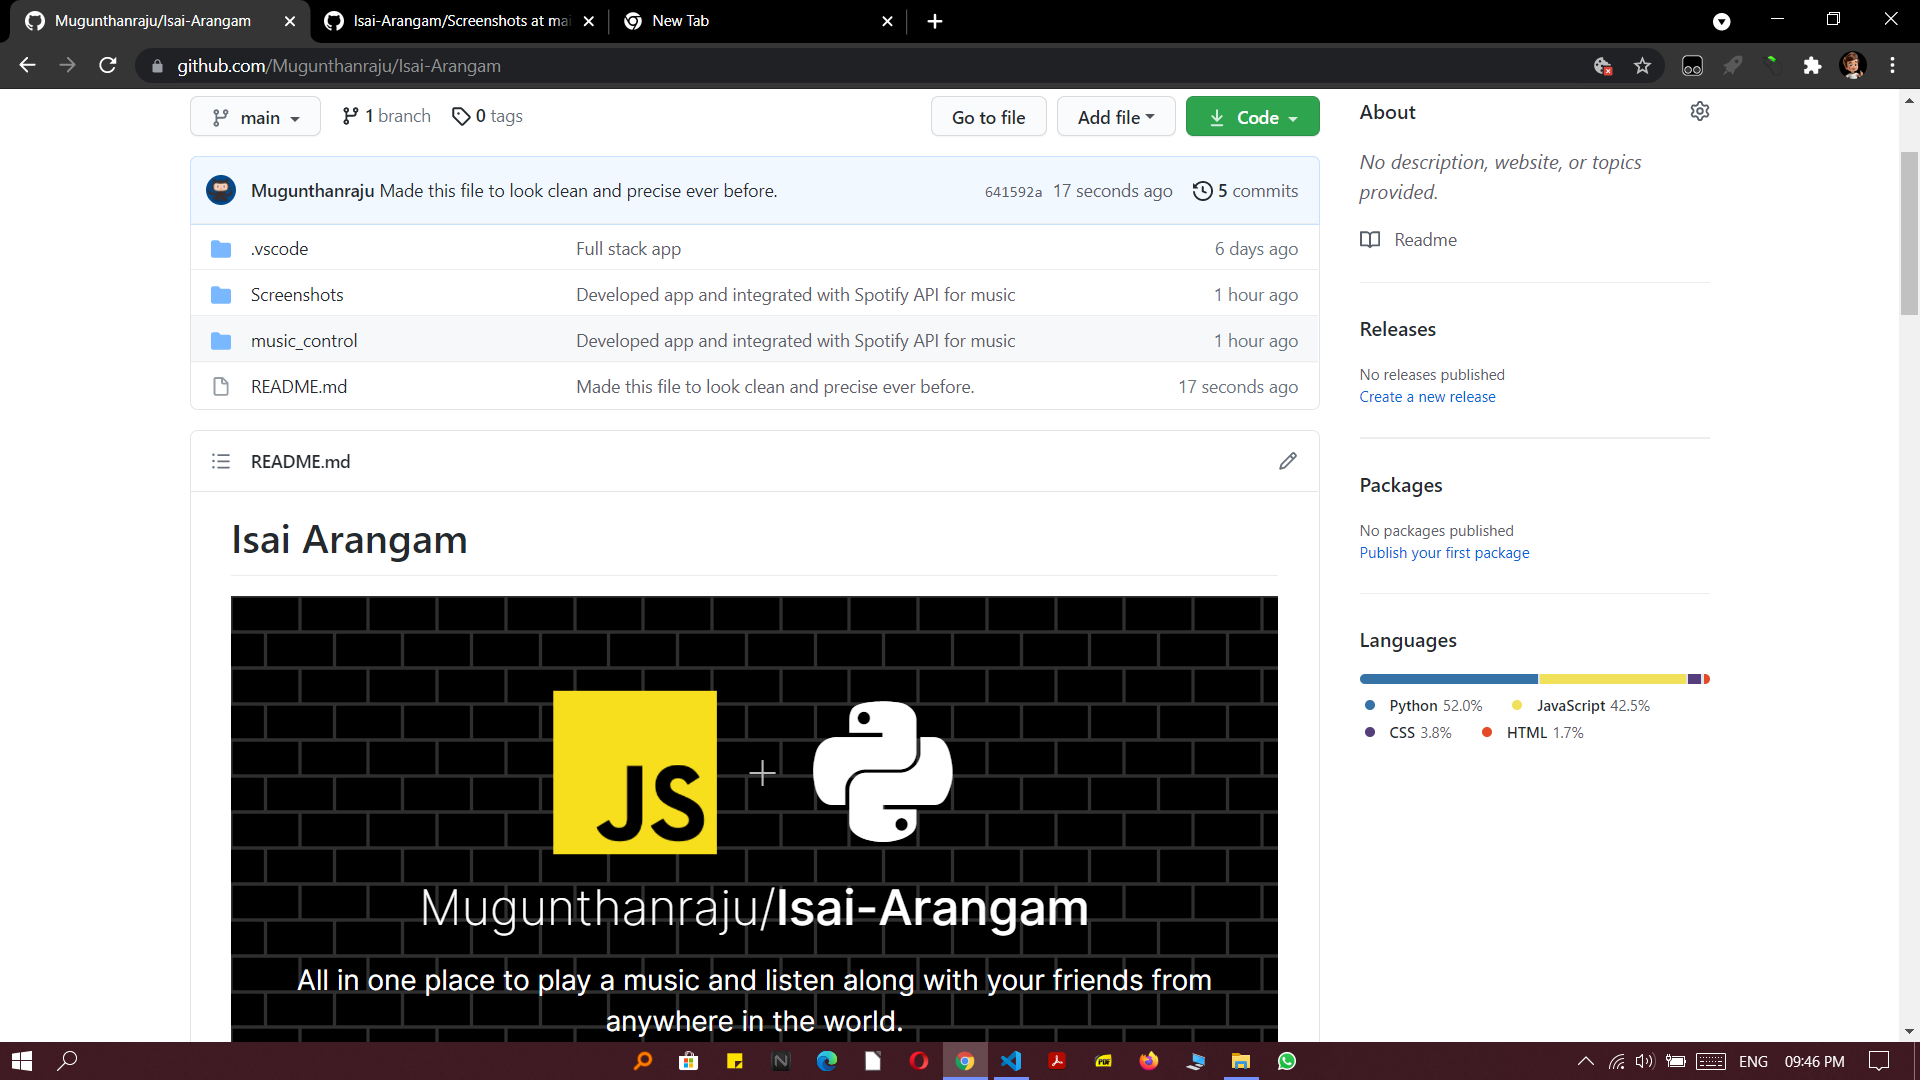 Mugunthanraju/Isai-Arangam
Isai-Arangam/Screenshots at mai
New Tab
github.com/Mugunthanraju/Isai-Arangam
main
1 branch
0 tags
Go to file
Add file
Code
Mugunthanraju Made this file to look clean and precise ever before.
641592a 17 seconds ago
5 commits
.vscode
Full stack app
6 days ago
Screenshots
Developed app and integrated with Spotify API for music
1 hour ago
music_control
Developed app and integrated with Spotify API for music
1 hour ago
README.md
Made this file to look clean and precise ever before.
17 seconds ago
README.md
Isai Arangam
JS
Mugunthanraju/Isai-Arangam
All in one place to play a music and listen along with your friends from
anywhere in the world.
About
No description, website, or topics
provided.
Readme
Releases
No releases published
Create a new release
Packages
No packages published
Publish your first package
Languages
Python 52.0%
JavaScript 42.5%
CSS 3.8%
HTML 1.7%
ENG
09:46 PM